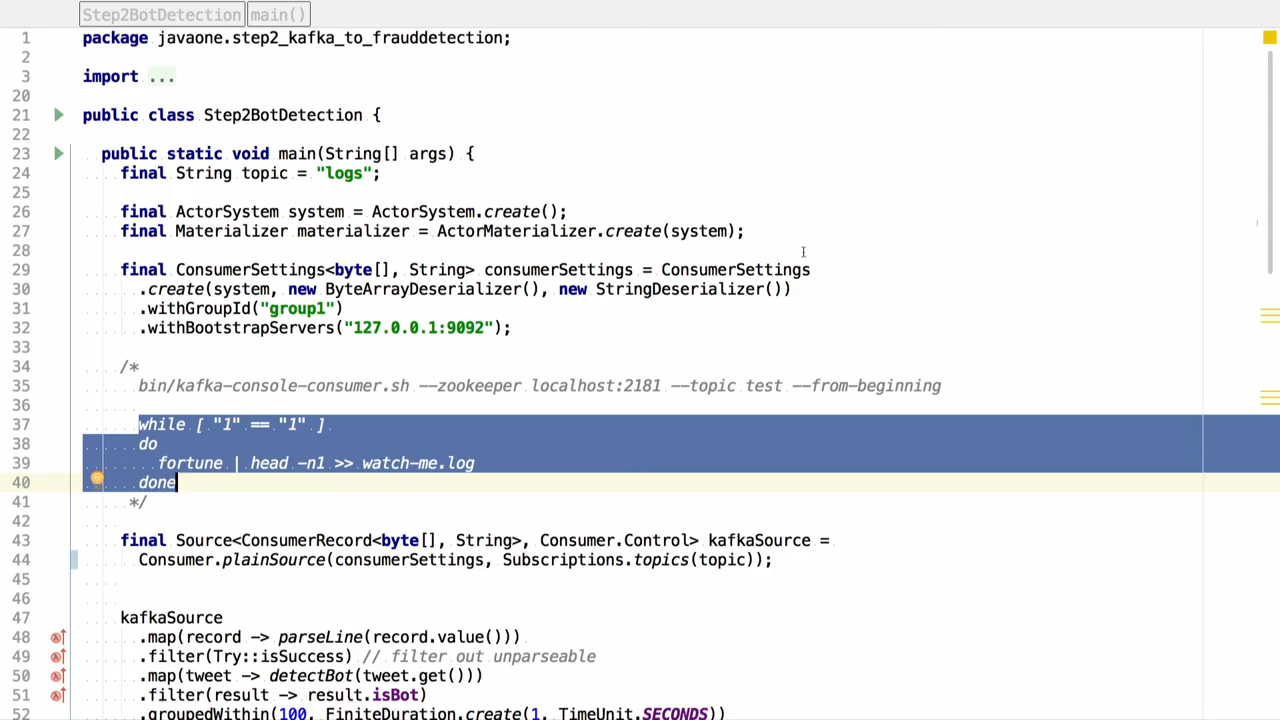 Step2BotDetection main()
1 package javaone.step2_kafka_to_frauddetection;
2
3 import ...
20
21 public class Step2BotDetection {
22
23 public static void main(String[] args) {
24 final String topic = "logs";
25
26 final ActorSystem system = ActorSystem.create();
27 final Materializer materializer = ActorMaterializer.create(system);
28
29 final ConsumerSettings<byte[], String> consumerSettings = ConsumerSettings
30 .create(system, new ByteArrayDeserializer(), new StringDeserializer())
31 .withGroupId("group1")
32 .withBootstrapServers("127.0.0.1:9092");
33
34 /*
35 bin/kafka-console-consumer.sh --zookeeper localhost:2181 --topic test --from-beginning
36
37 while [ "1" == "1" ]
38 do
39 fortune | head -n1 >> watch-me.log
40 done
41 */
42
43 final Source<ConsumerRecord<byte[], String>, Consumer.Control> kafkaSource =
44 Consumer.plainSource(consumerSettings, Subscriptions.topics(topic));
45
46
47 kafkaSource
48 .map(record -> parseLine(record.value()))
49 .filter(Try::isSuccess) // filter out unparseable
50 .map(tweet -> detectBot(tweet.get()))
51 .filter(result -> result.isBot)
52 .groupedWithin(100, FiniteDuration.create(1, TimeUnit.SECONDS))